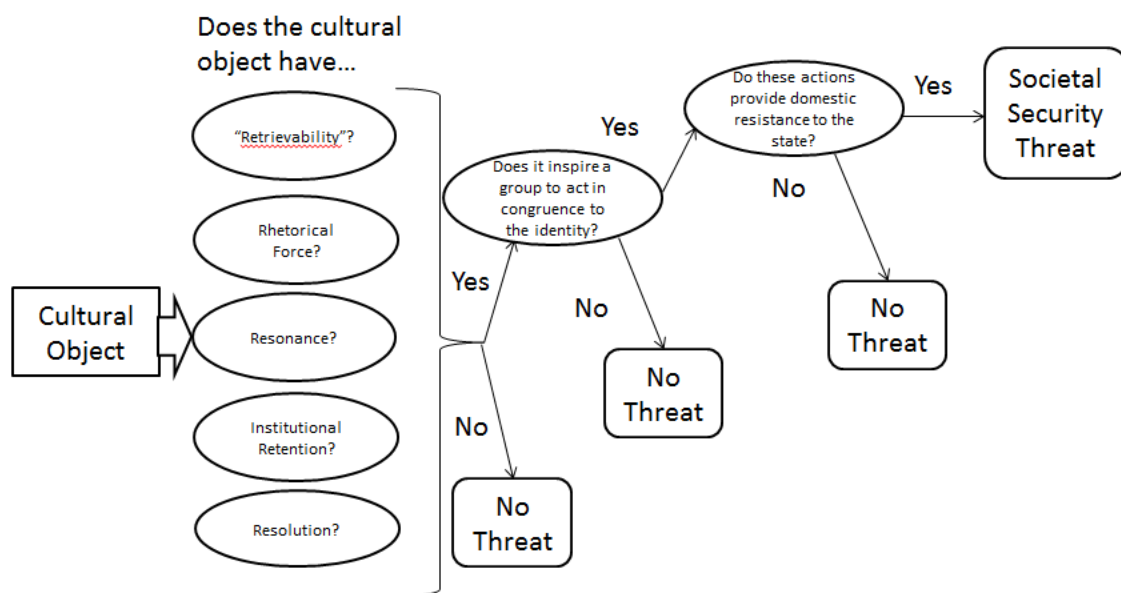 Does the cultural
object have...
“Retrievability”?
Rhetorical
Force?
Resonance?
Institutional
Retention?
Resolution?
Cultural
Object
Yes
No
No
Threat
Does it inspire a
group to act in
congruence to
the identity?
Yes
No
No
Threat
Do these actions
provide domestic
resistance to the
state?
Yes
No
No
Threat
Societal
Security
Threat